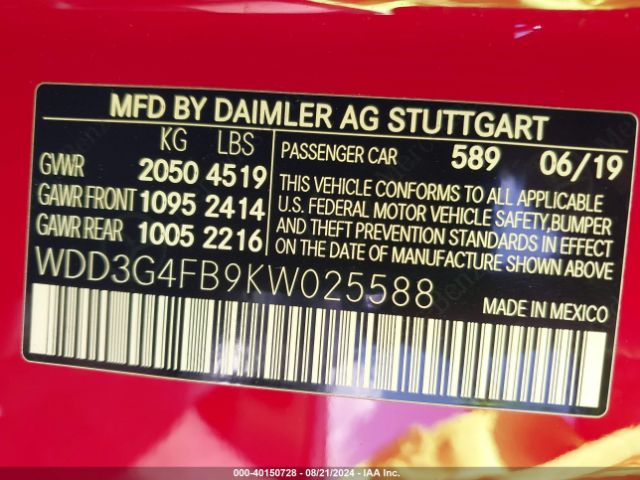 MFD BY DAIMLER AG STUTTGART
KG LBS
GVWR 2050 4519
GAWR FRONT 1095 2414
GAWR REAR 1005 2216
PASSENGER CAR 589 06/19
THIS VEHICLE CONFORMS TO ALL APPLICABLE
U.S. FEDERAL MOTOR VEHICLE SAFETY,BUMPER
AND THEFT PREVENTION STANDARDS IN EFFECT
ON THE DATE OF MANUFACTURE SHOWN ABOVE
WDD3G4FB9KW025588
MADE IN MEXICO
000-40150728 - 08/21/2024 - IAA Inc.